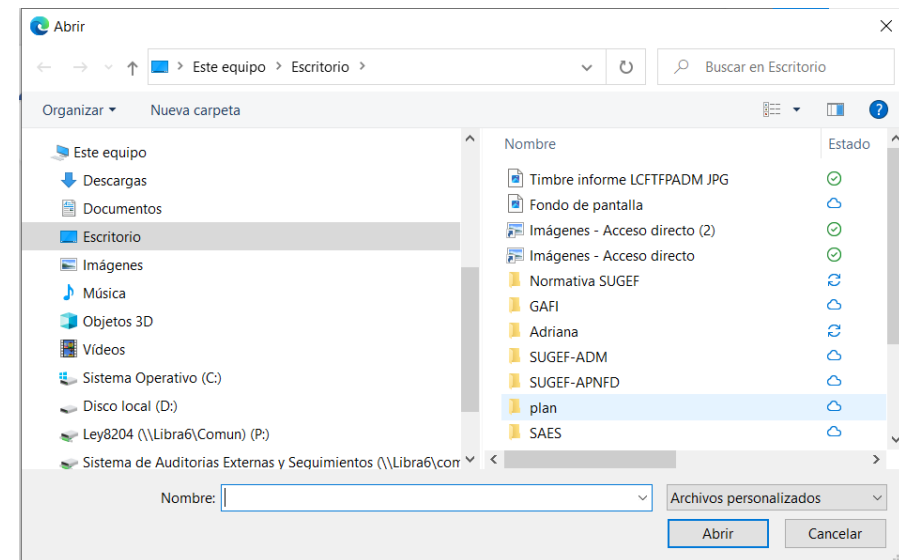 Abrir
Este equipo > Escritorio >
Buscar en Escritorio
Organizar
Nueva carpeta
?
Este equipo
Descargas
Documentos
Escritorio
Imágenes
Música
Objetos 3D
Vídeos
Sistema Operativo (C:)
Disco local (D:)
Ley8204 (\\Libra6\Comun) (P:)
Sistema de Auditorias Externas y Seguimientos (\\Libra6\com
Nombre Estado
Timbre informe LCFTFPADM JPG
Fondo de pantalla
Imágenes - Acceso directo (2)
Imágenes - Acceso directo
Normativa SUGEF
GAFI
Adriana
SUGEF-ADM
SUGEF-APNFD
plan
SAES
Nombre:
Archivos personalizados
Abrir
Cancelar